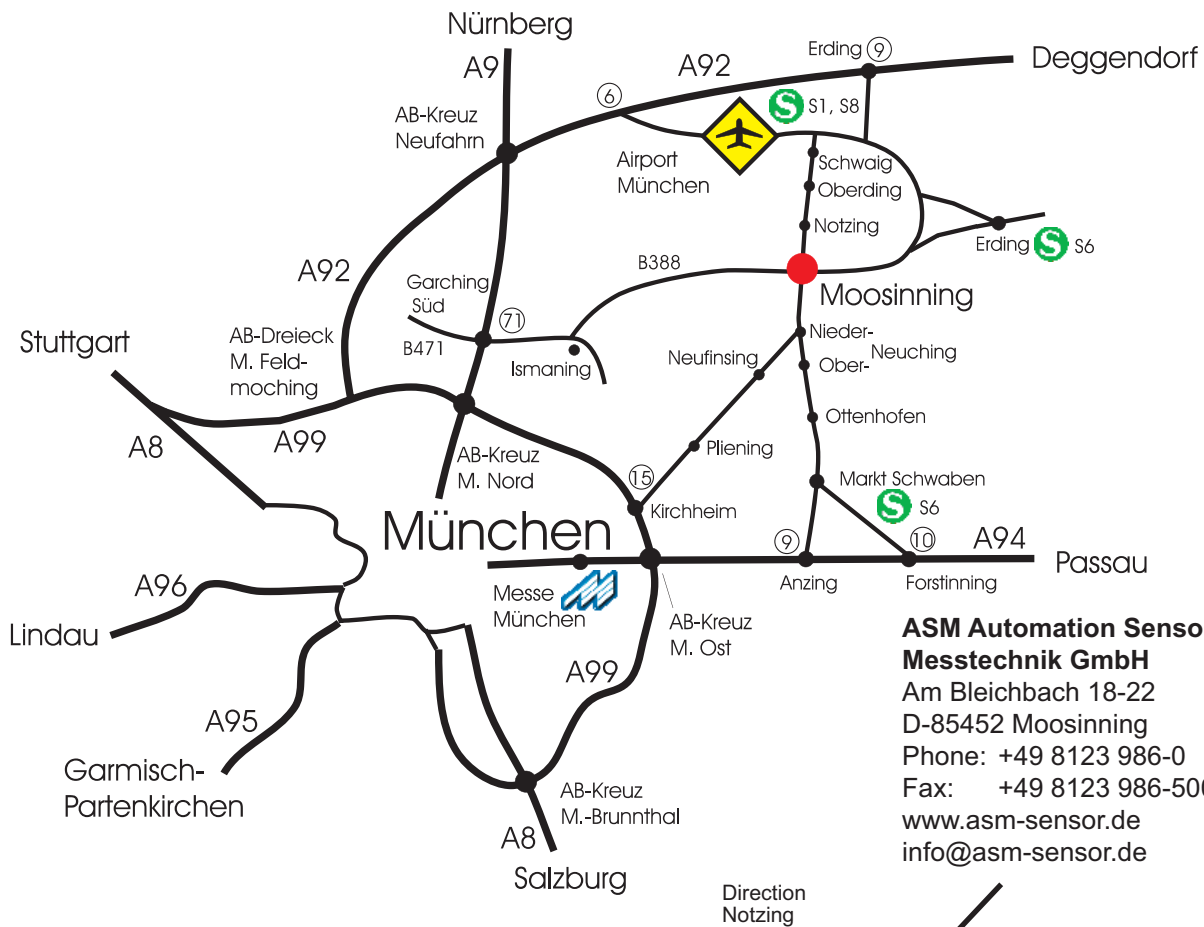 Nürnberg
A9
Erding 9
Deggendorf
A92
6
S S1, S8
AB-Kreuz
Neufahrn
Airport
München
Schwaig
Oberding
Notzing
Erding S S6
B388
A92
Garching
Süd
71
Moosinning
Stuttgart
AB-Dreieck
M. Feld-
moching
B471
Ismaning
Nieder-
Ober-
Neuching
Neufinsing
A8
A99
Ottenhofen
Pliening
AB-Kreuz
M. Nord
15
Kirchheim
Markt Schwaben
S S6
München
9
10
A94
Passau
Anzing
Forstinning
Messe
München
A96
Lindau
AB-Kreuz
M. Ost
A99
A95
Garmisch-
Partenkirchen
AB-Kreuz
M.-Brunnthal
A8
Salzburg
ASM Automation Senso
Messtechnik GmbH
Am Bleichbach 18-22
D-85452 Moosinning
Phone: +49 8123 986-0
Fax: +49 8123 986-500
www.asm-sensor.de
info@asm-sensor.de
Direction
Notzing